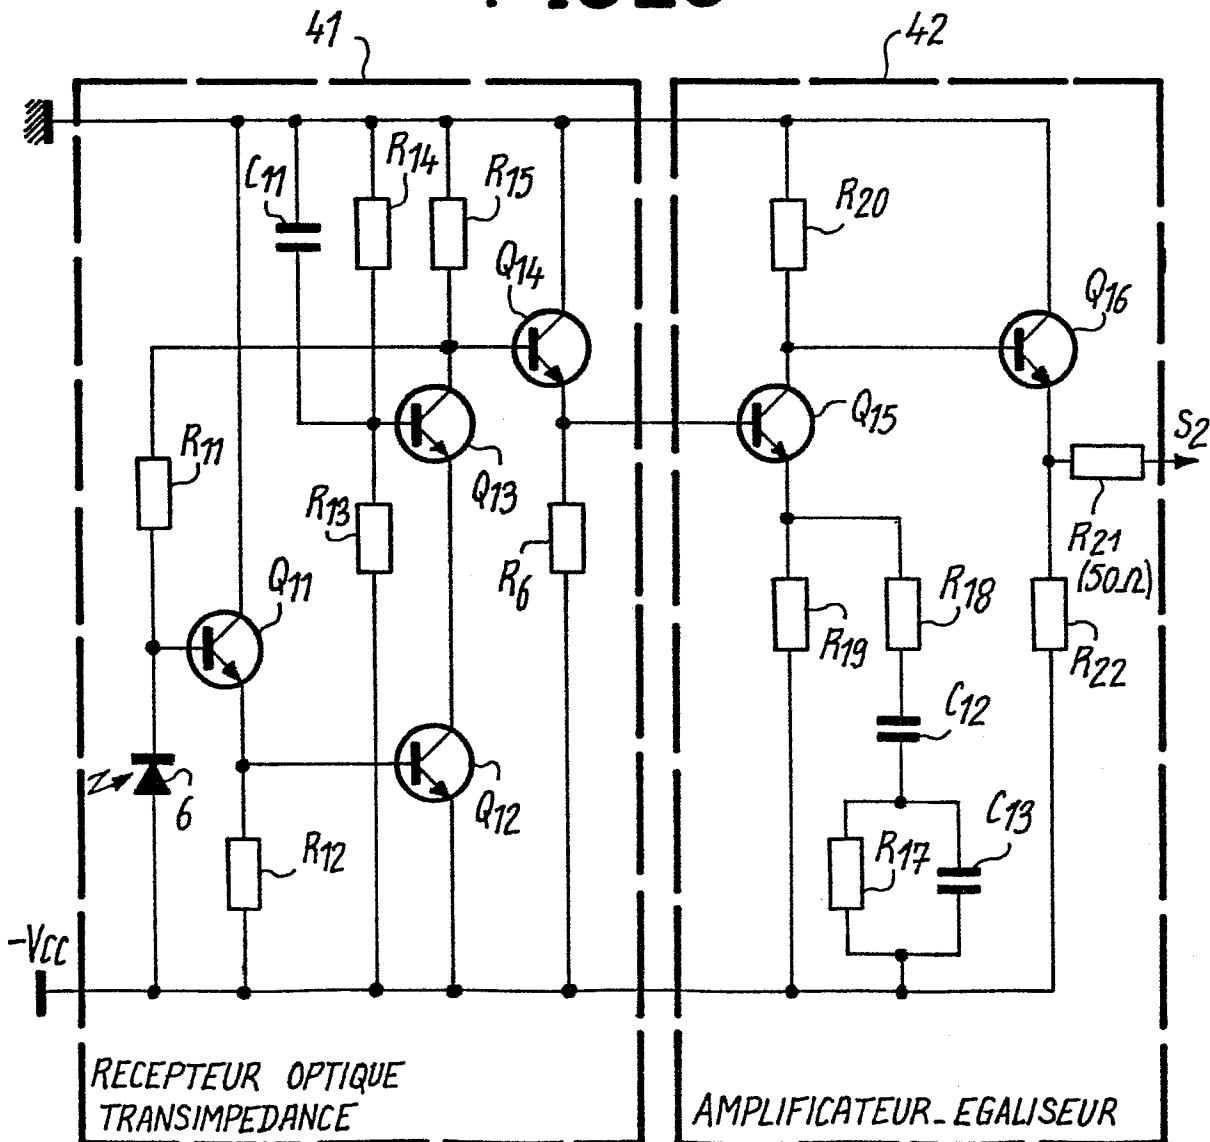 41
42
C11
R14
R15
Q14
R20
Q16
R11
R13
Q13
Q15
S2
R6
R21
(50Ω)
Q11
R18
R19
R22
C12
6
Q12
R12
R17
C13
-VCC
RECEPTEUR OPTIQUE
TRANSIMPEDANCE
AMPLIFICATEUR_EGALISEUR